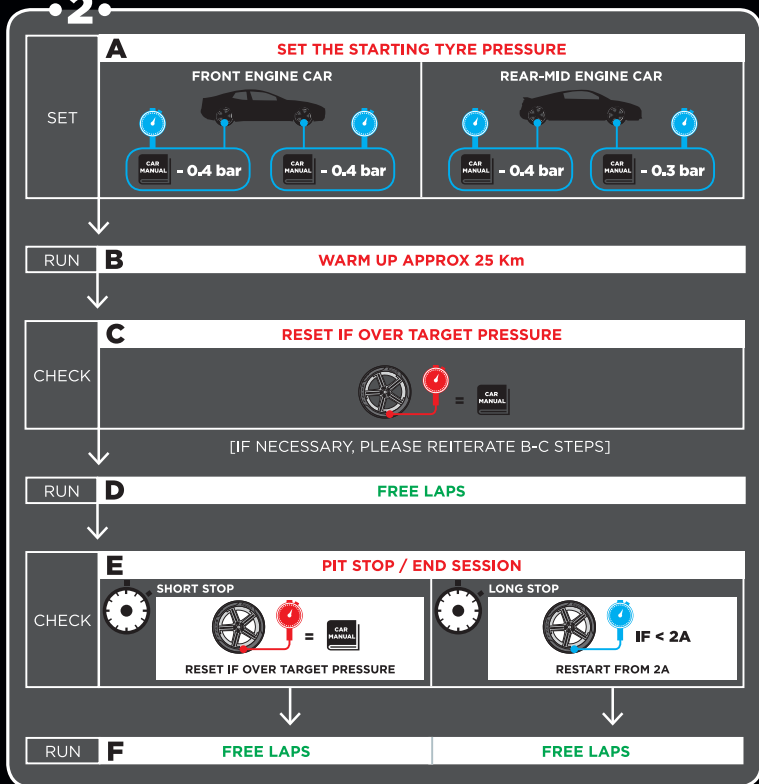 2
SET
A
SET THE STARTING TYRE PRESSURE
FRONT ENGINE CAR
CAR
MANUAL
- 0.4 bar
CAR
MANUAL
- 0.4 bar
REAR-MID ENGINE CAR
CAR
MANUAL
- 0.4 bar
CAR
MANUAL
- 0.3 bar
RUN
B
WARM UP APPROX 25 Km
CHECK
C
RESET IF OVER TARGET PRESSURE
=
CAR
MANUAL
[IF NECESSARY, PLEASE REITERATE B-C STEPS]
RUN
D
FREE LAPS
CHECK
E
PIT STOP / END SESSION
SHORT STOP
=
CAR
MANUAL
RESET IF OVER TARGET PRESSURE
LONG STOP
IF < 2A
RESTART FROM 2A
RUN
F
FREE LAPS
FREE LAPS